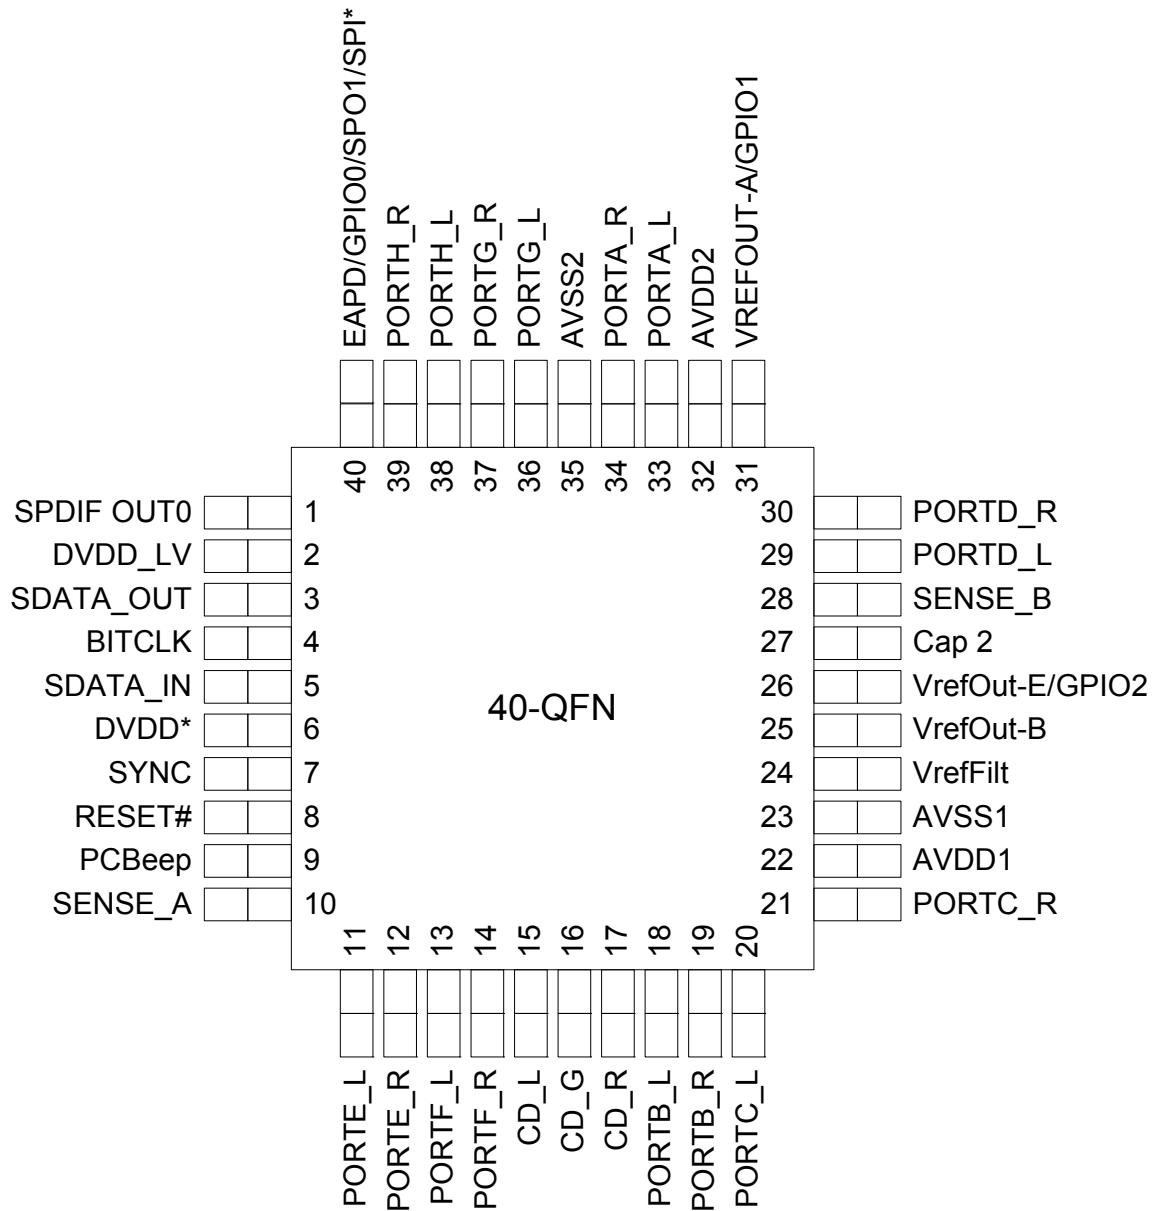 EAPD/GPIO0/SPO1/SPI*
PORTH_R
PORTH_L
PORTG_R
PORTG_L
AVSS2
PORTA_R
PORTA_L
AVDD2
VREFOUT-A/GPIO1
40
39
38
37
36
35
34
33
32
31
SPDIF OUT0 1
DVDD_LV 2
SDATA_OUT 3
BITCLK 4
SDATA_IN 5
DVDD* 6
SYNC 7
RESET# 8
PCBeep 9
SENSE_A 10
40-QFN
30 PORTD_R
29 PORTD_L
28 SENSE_B
27 Cap 2
26 VrefOut-E/GPIO2
25 VrefOut-B
24 VrefFilt
23 AVSS1
22 AVDD1
21 PORTC_R
11
12
13
14
15
16
17
18
19
20
PORTE_L
PORTE_R
PORTF_L
PORTF_R
CD_L
CD_G
CD_R
PORTB_L
PORTB_R
PORTC_L